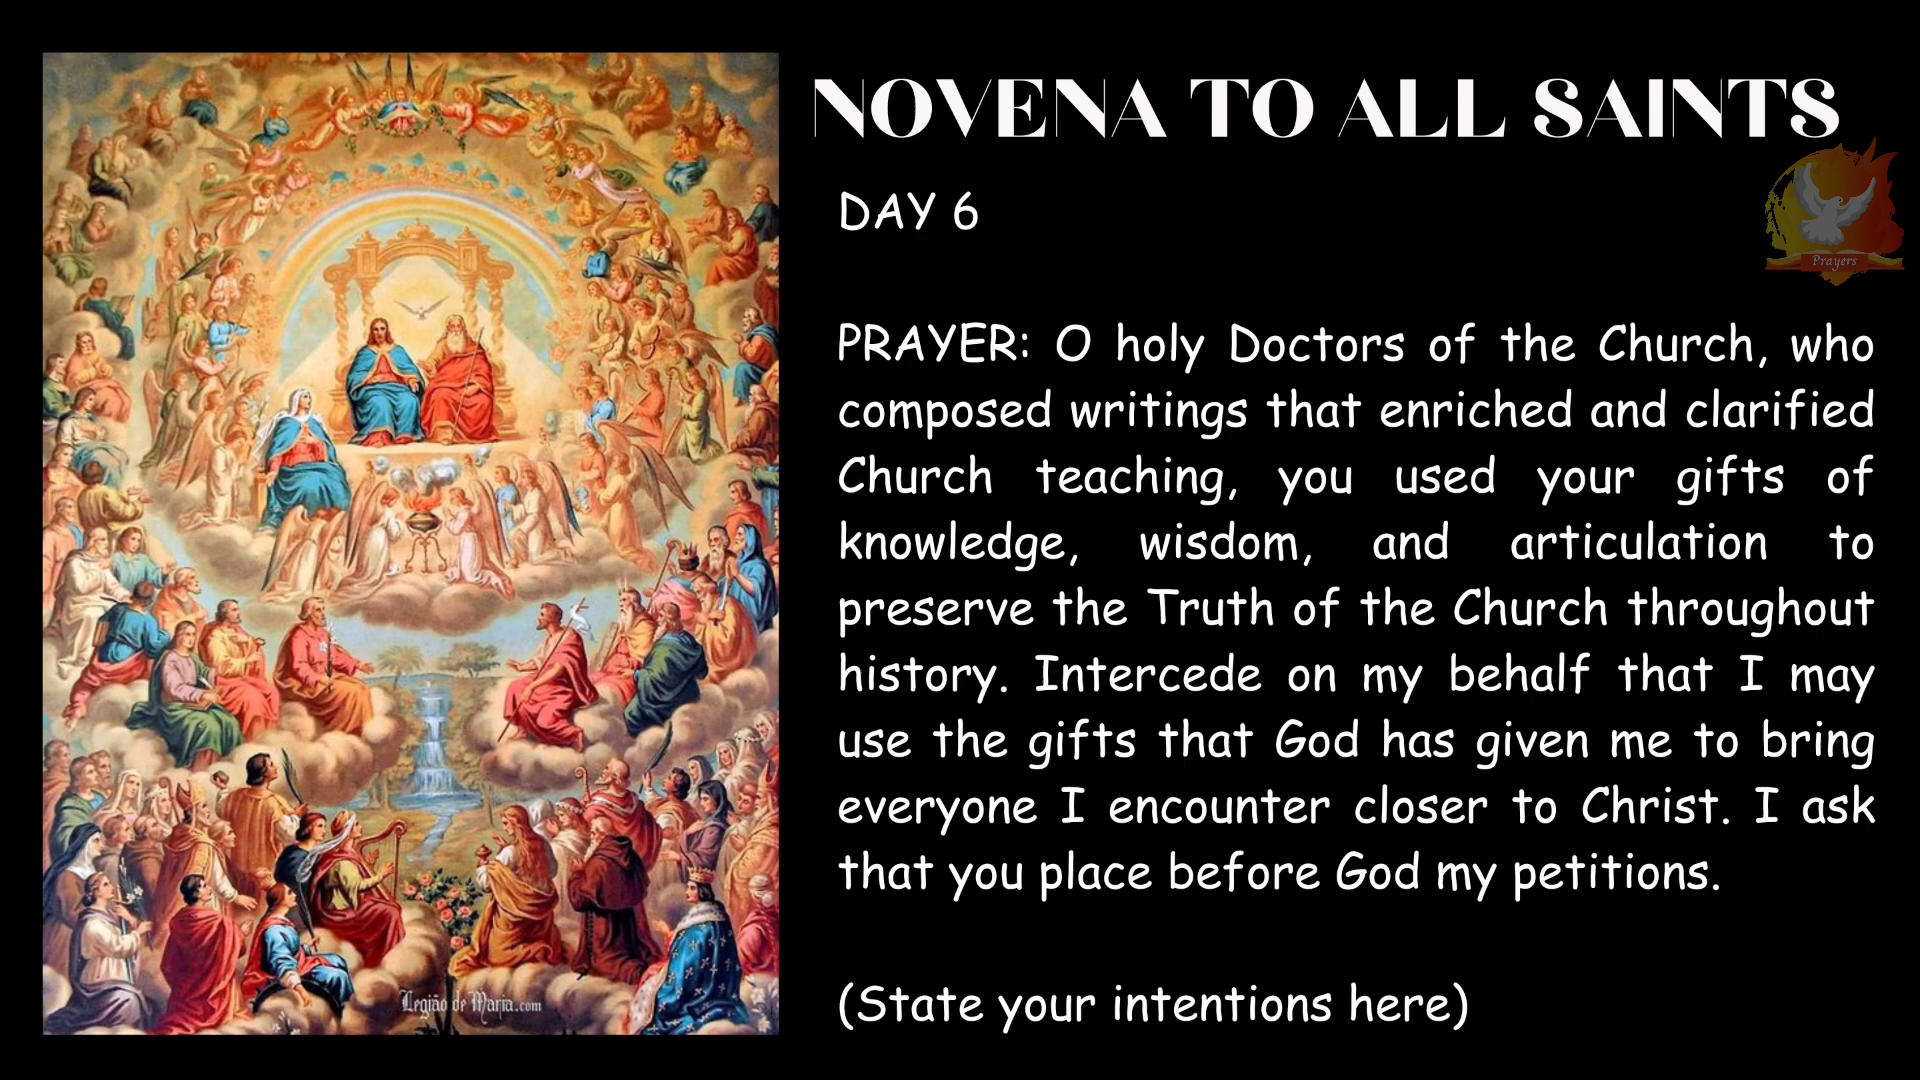 NOVENA TO ALL SAINTS
Prayers
DAY 6
PRAYER: O holy Doctors of the Church, who
composed writings that enriched and clarified
Church teaching, you used your gifts of
knowledge, wisdom, and articulation to
preserve the Truth of the Church throughout
history. Intercede on my behalf that I may
use the gifts that God has given me to bring
everyone I encounter closer to Christ. I ask
that you place before God my petitions.
(State your intentions here)
Legião de Maria.com